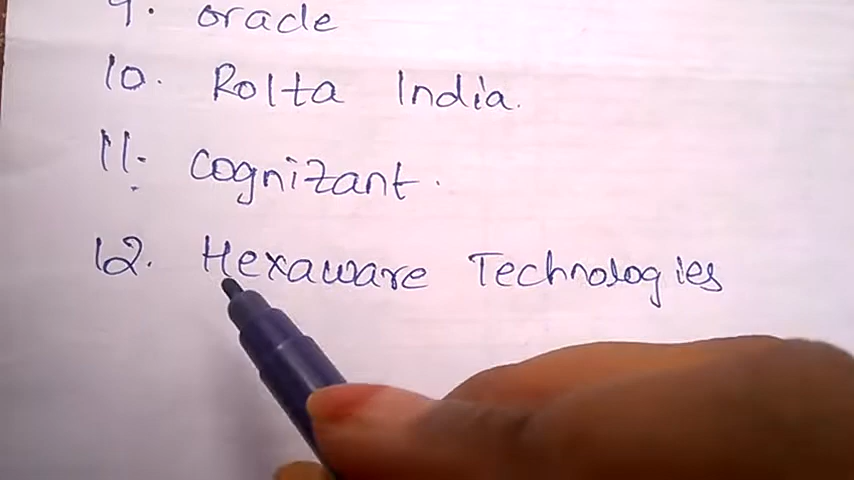 9. oracle
10. Rolta India.
11. cognizant.
12. Hexaware Technologies